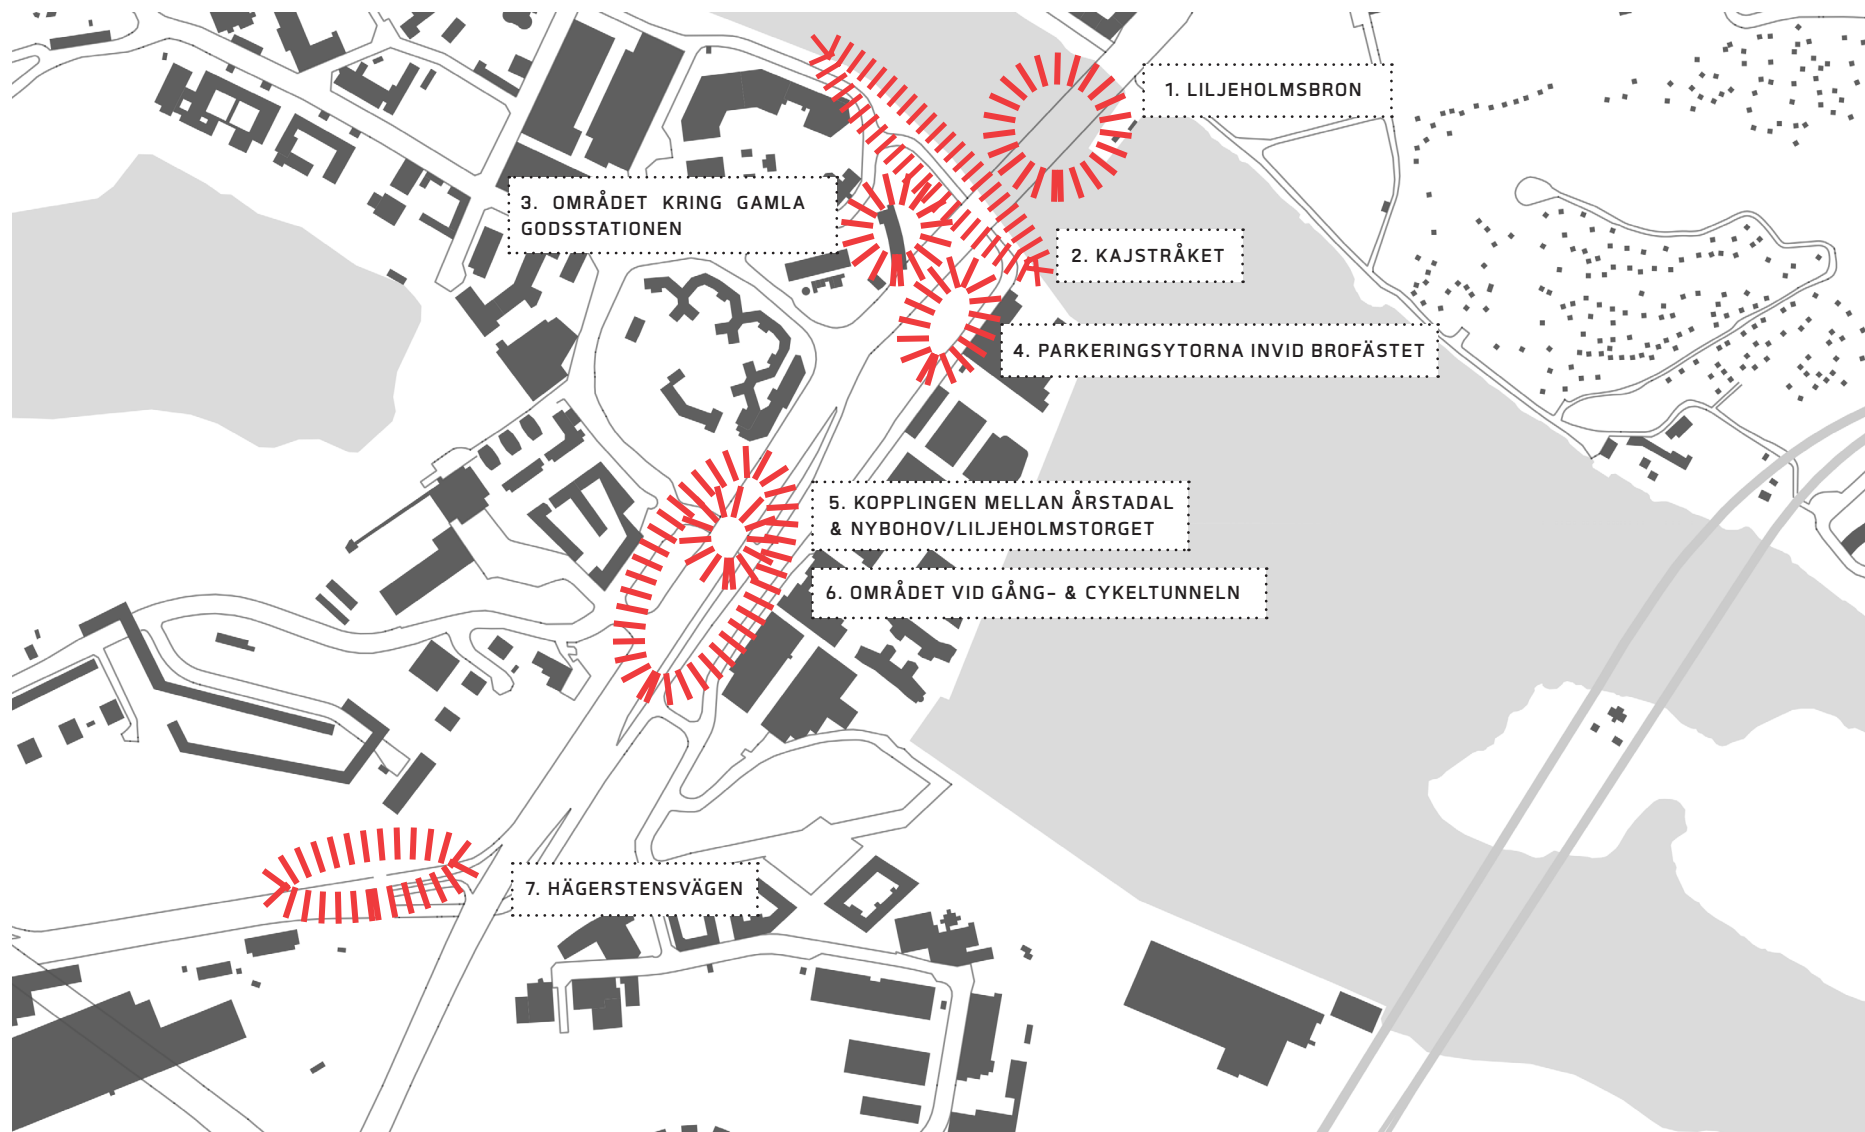 1. LILJEHOLMSBRON
3. OMRÅDET KRING GAMLA
GODSSTATIONEN
2. KAJSTRÅKET
4. PARKERINGSYTORNA INVID BROFÄSTET
5. KOPPLINGEN MELLAN ÅRSTADAL
& NYBOHOV/LILJEHOLMSTORGET
6. OMRÅDET VID GÅNG- & CYKELTUNNELN
7. HÄGERSTENSVÄGEN